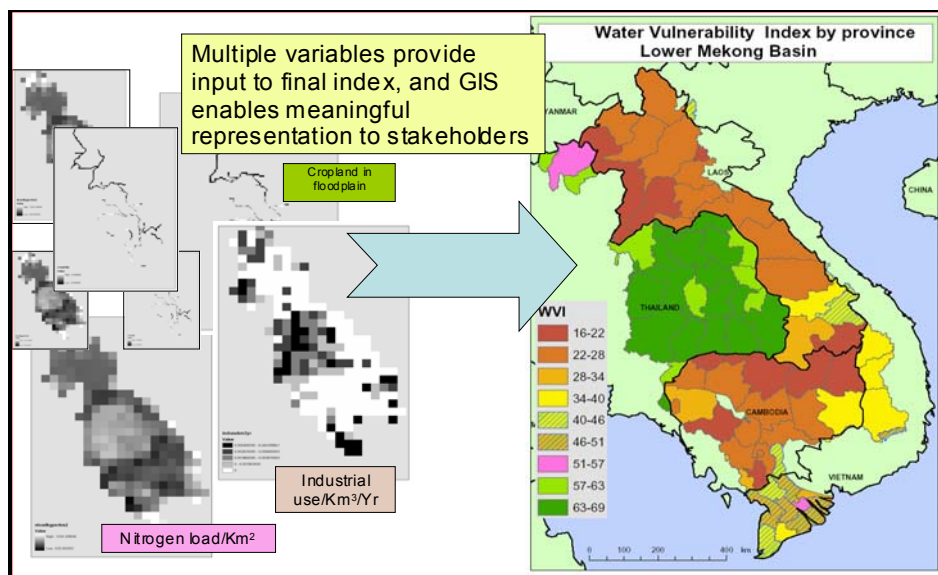 Multiple variables provide
input to final index, and GIS
enables meaningful
representation to stakeholders
Cropland in
floodplain
Industrial
use/Km³/Yr
Nitrogen load/Km²
Water Vulnerability Index by province
Lower Mekong Basin
MYANMAR
LAOS
CHINA
THAILAND
CAMBODIA
VIETNAM
WVI
16-22
22-28
28-34
34-40
40-46
46-51
51-57
57-63
63-69
0
100
200
400
km
Value
Value